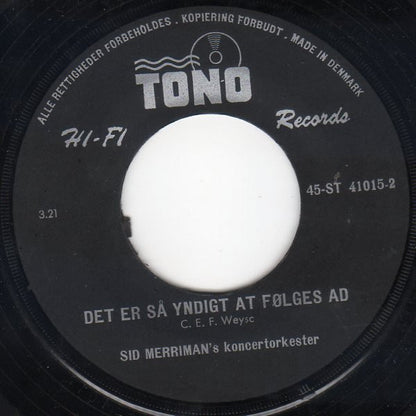 ALLE RETTIGHEDER FORBEHOLDES . KOPIERING FORBUDT . MADE IN DENMARK
TONO
HI-FI Records
45-ST 41015-2
3.21
DET ER SÅ YNDIGT AT FØLGES AD
C. E. F. Weysc
SID MERRIMAN's koncertorkester